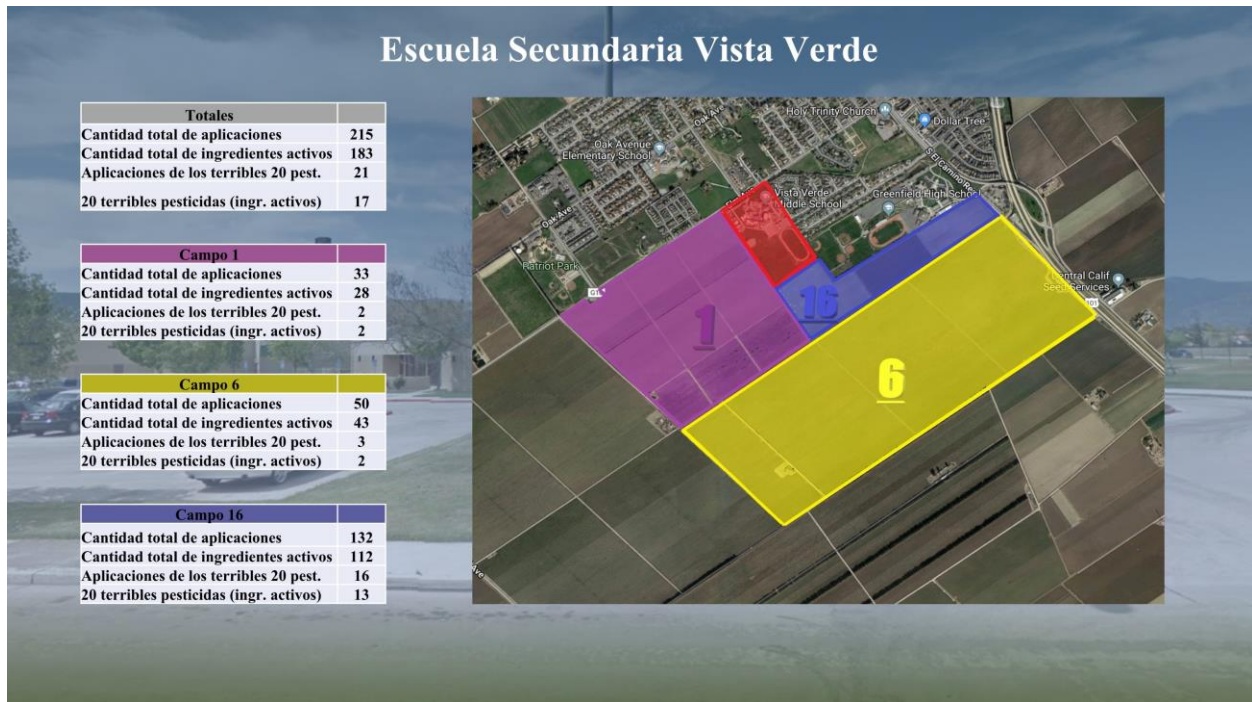 Escuela Secundaria Vista Verde
Totales
Cantidad total de aplicaciones 215
Cantidad total de ingredientes activos 183
Aplicaciones de los terribles 20 pest. 21
20 terribles pesticidas (ingr. activos) 17
Campo 1
Cantidad total de aplicaciones 33
Cantidad total de ingredientes activos 28
Aplicaciones de los terribles 20 pest. 2
20 terribles pesticidas (ingr. activos) 2
Campo 6
Cantidad total de aplicaciones 50
Cantidad total de ingredientes activos 43
Aplicaciones de los terribles 20 pest. 3
20 terribles pesticidas (ingr. activos) 2
Campo 16
Cantidad total de aplicaciones 132
Cantidad total de ingredientes activos 112
Aplicaciones de los terribles 20 pest. 16
20 terribles pesticidas (ingr. activos) 13
Holy Trinity Church
Dollar Tree
Oak Ave
Oak Avenue
Elementary School
S El Camino Real
Vista Verde
Middle School
Greenfield High School
Oak Ave
Patriot Park
Central Calif
Seed Services
101
1
16
6
Ave